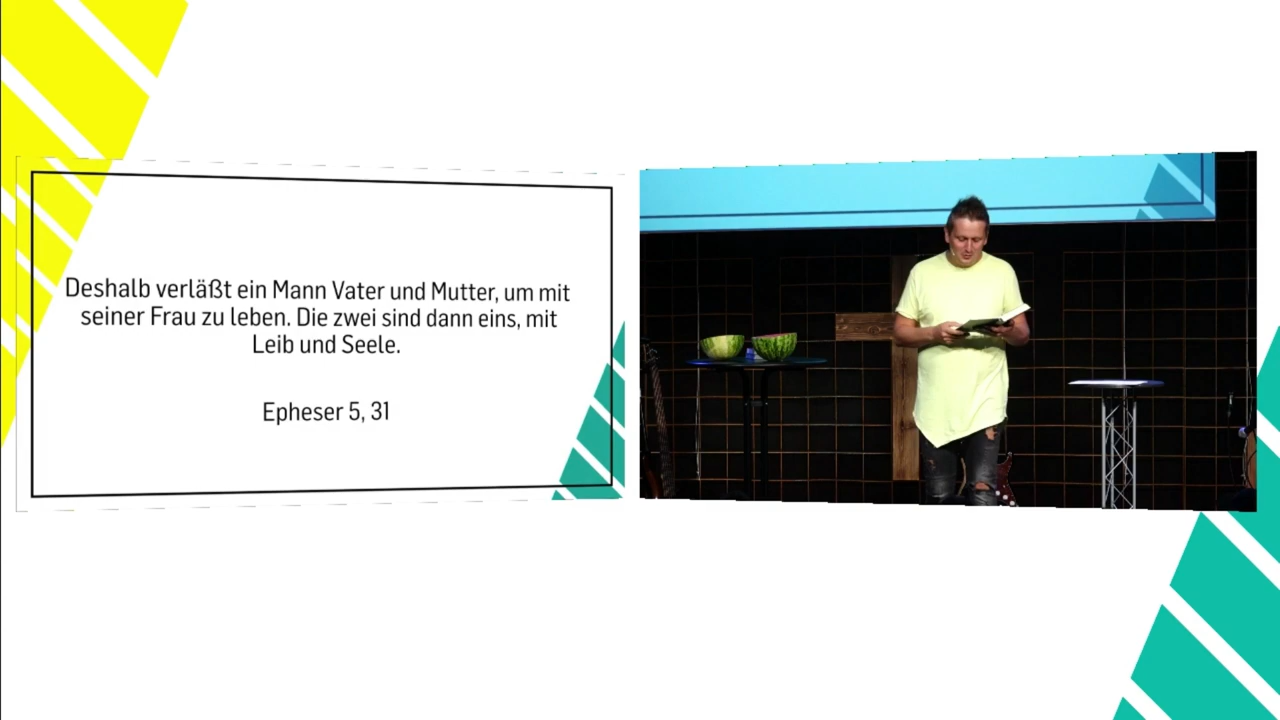 Deshalb verläßt ein Mann Vater und Mutter, um mit
seiner Frau zu leben. Die zwei sind dann eins, mit
Leib und Seele.
Epheser 5, 31